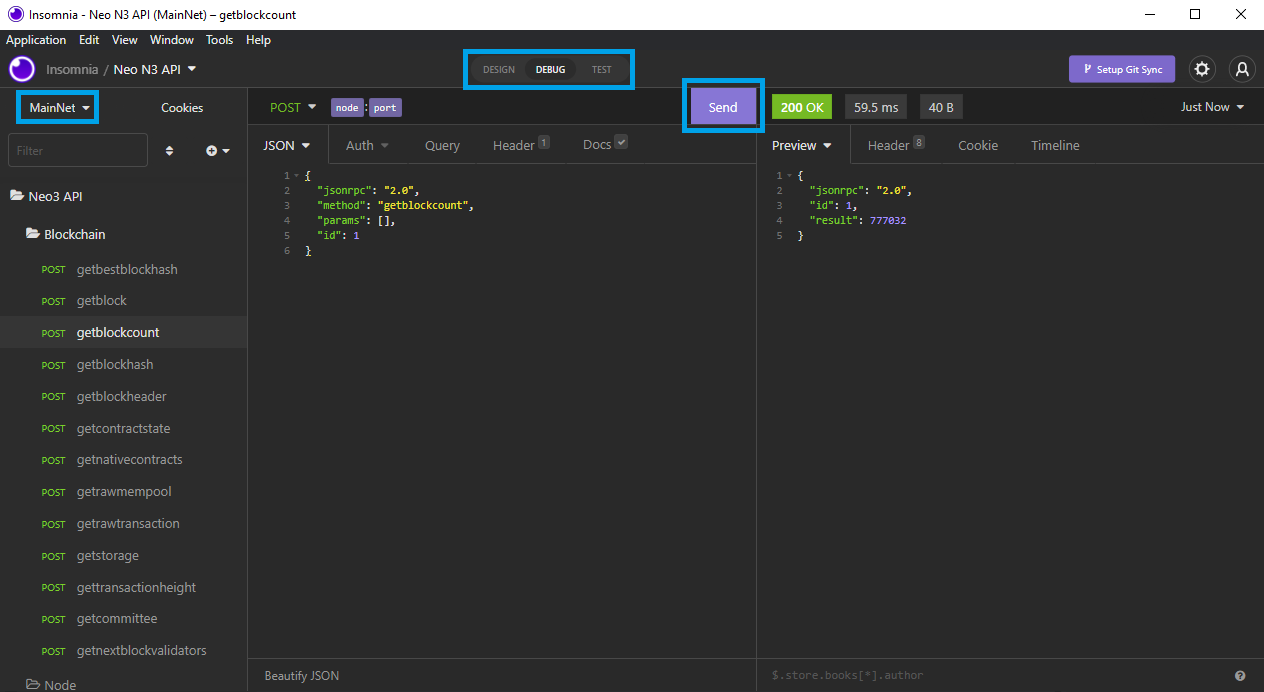 Insomnia - Neo N3 API (MainNet) – getblockcount
Application Edit View Window Tools Help
Insomnia / Neo N3 API
DESIGN DEBUG TEST
Setup Git Sync
MainNet
Cookies
POST node : port
Send
200 OK 59.5 ms 40 B
Just Now
Filter
JSON Auth Query Header 1 Docs
Preview Header 8 Cookie Timeline
Neo3 API
Blockchain
POST getbestblockhash
POST getblock
POST getblockcount
POST getblockhash
POST getblockheader
POST getcontractstate
POST getnativecontracts
POST getrawmempool
POST getrawtransaction
POST getstorage
POST gettransactionheight
POST getcommittee
POST getnextblockvalidators
Node
1 {
2 "jsonrpc": "2.0",
3 "method": "getblockcount",
4 "params": [],
5 "id": 1
6 }
Beautify JSON
1 {
2 "jsonrpc": "2.0",
3 "id": 1,
4 "result": 777032
5 }
$.store.books[*].author
?